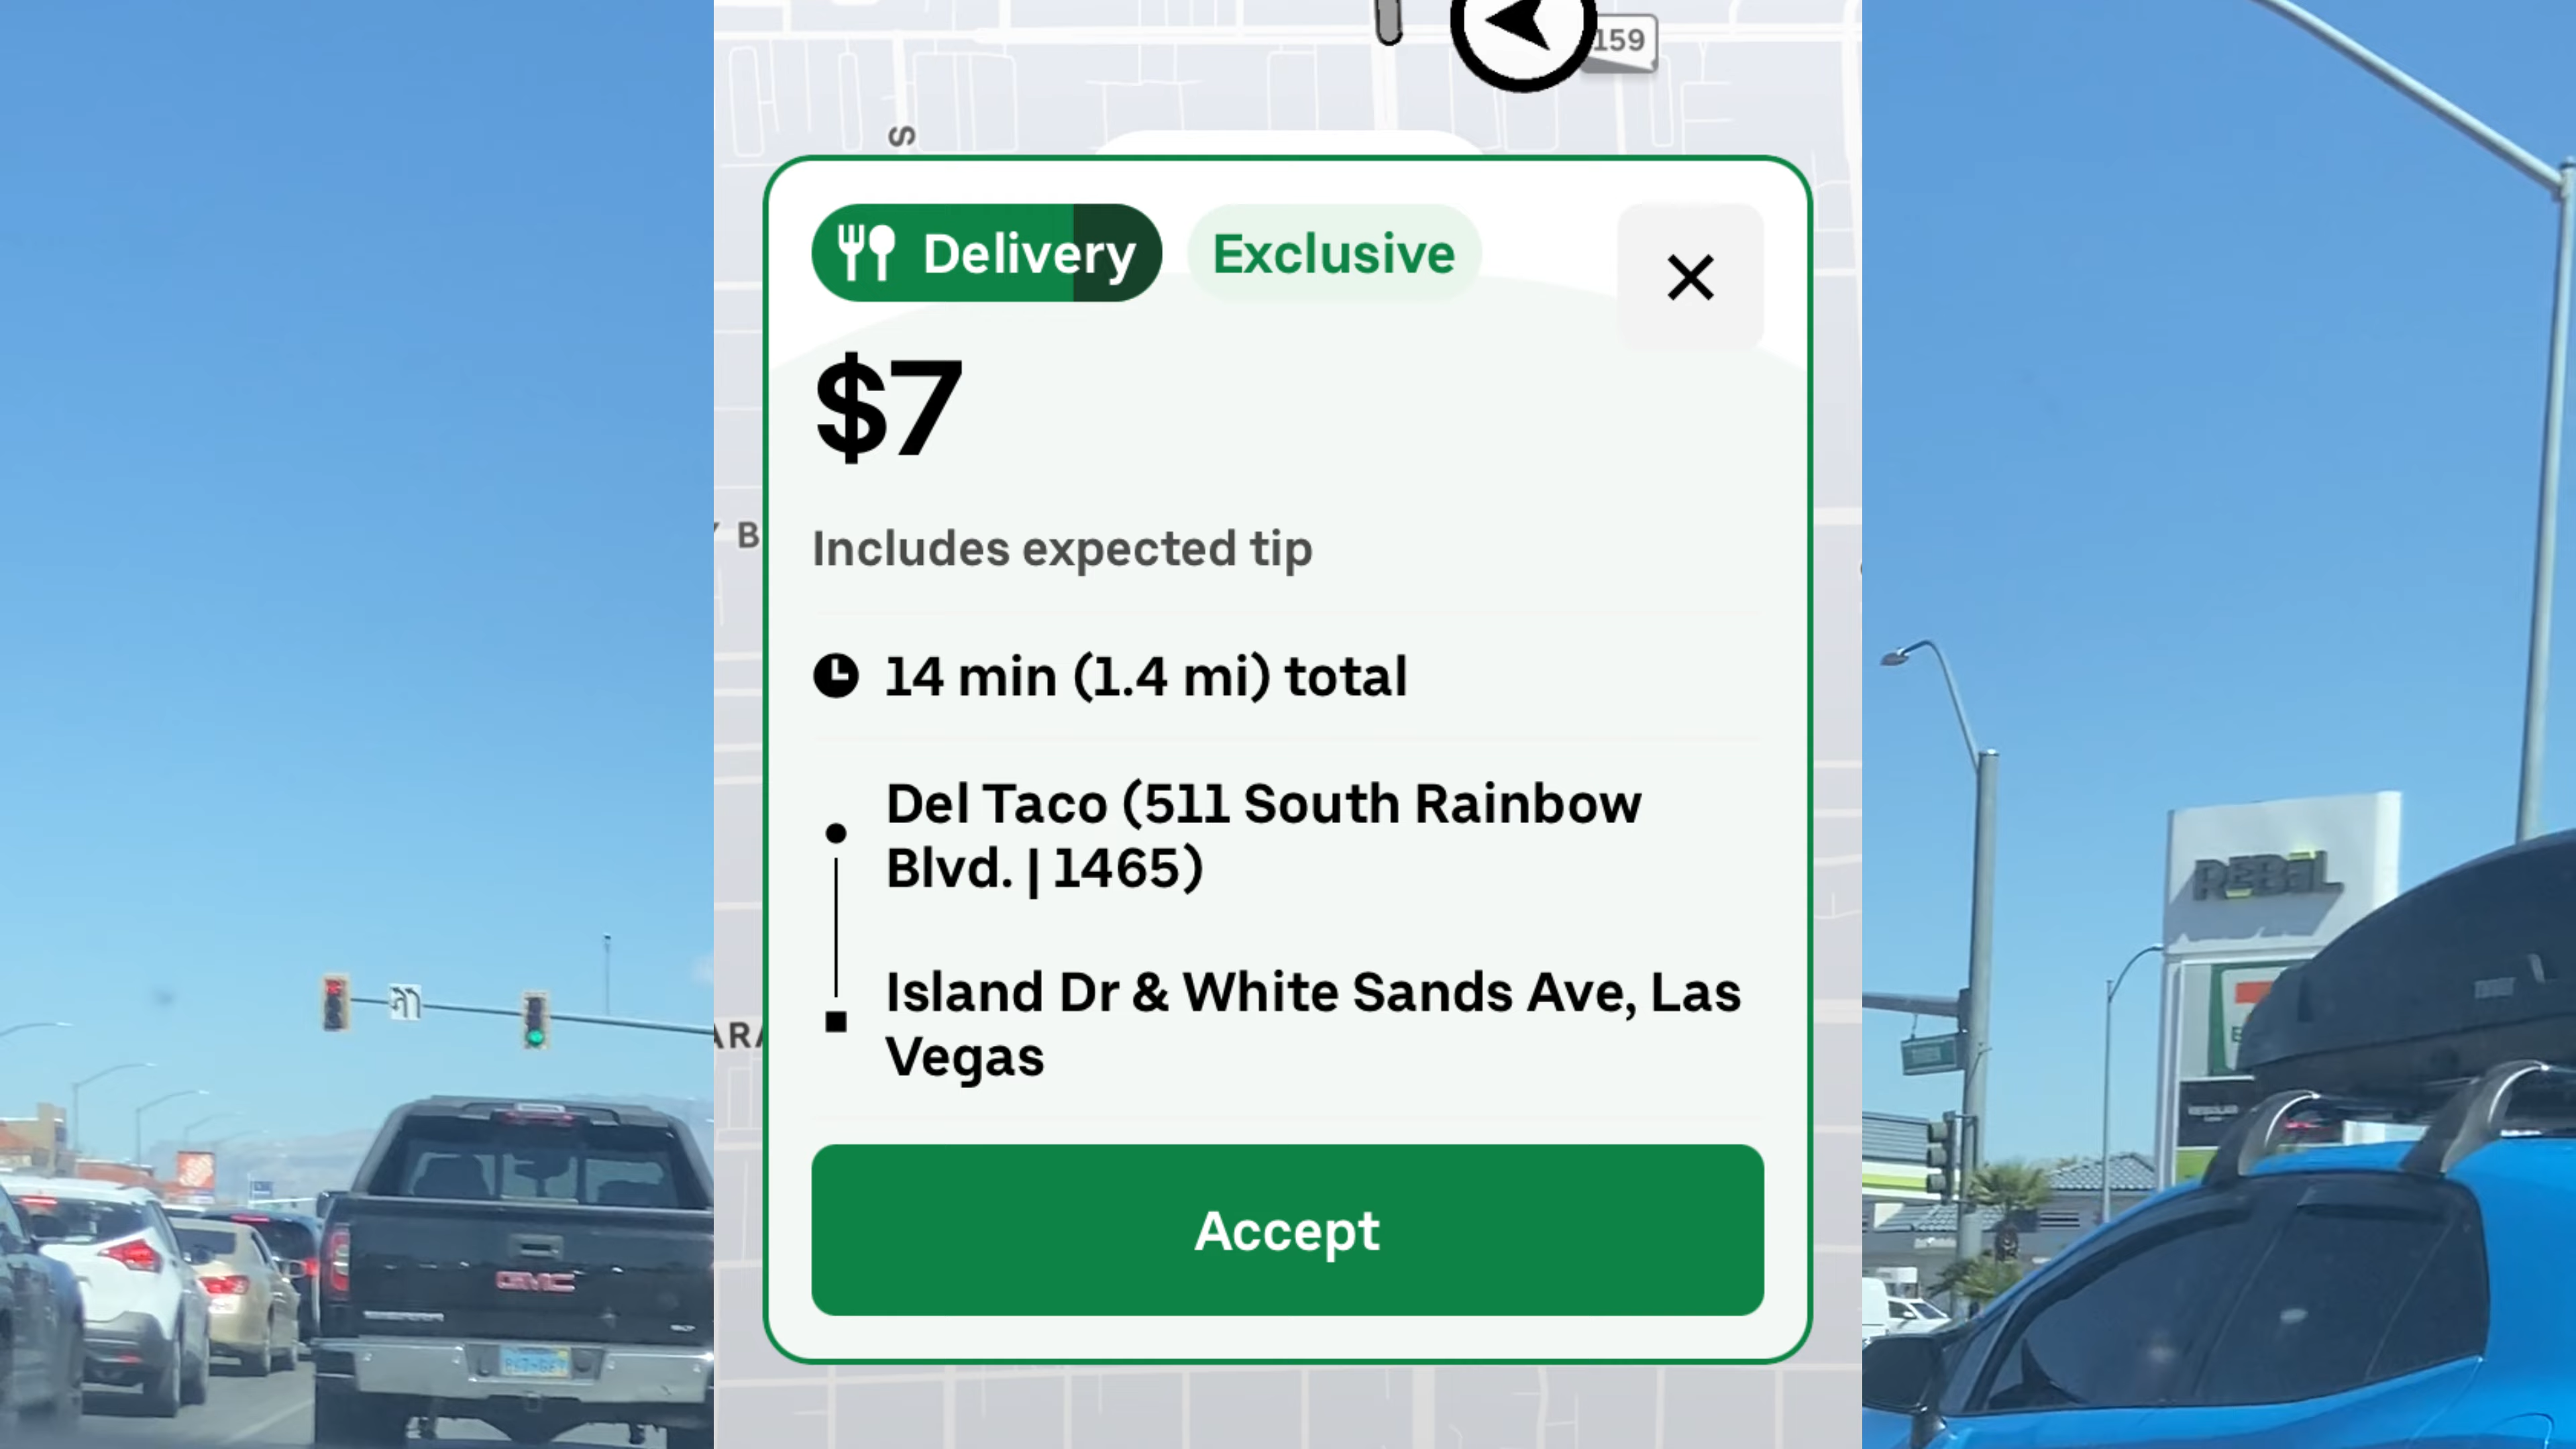 159
S
Delivery
Exclusive
$7
Includes expected tip
14 min (1.4 mi) total
Del Taco (511 South Rainbow
Blvd. | 1465)
Island Dr & White Sands Ave, Las
Vegas
Accept
B
ARA
GMC
REBEL